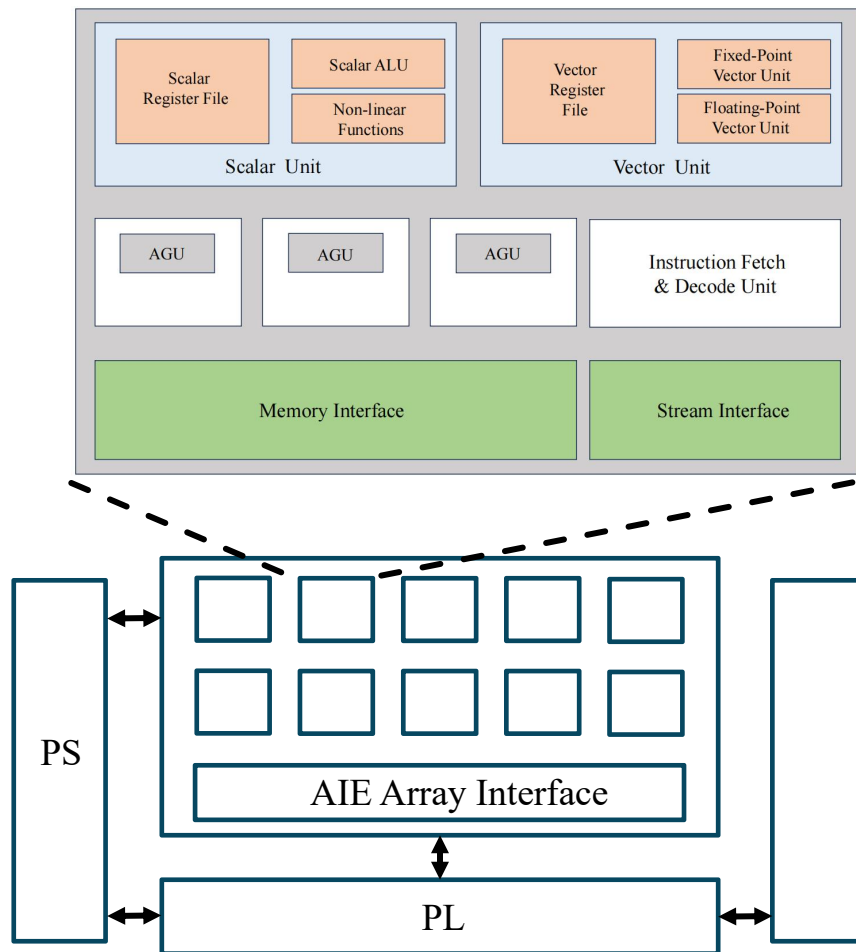 Scalar
Register File
Scalar ALU
Non-linear
Functions
Scalar Unit
Vector
Register
File
Fixed-Point
Vector Unit
Floating-Point
Vector Unit
Vector Unit
AGU
AGU
AGU
Instruction Fetch
& Decode Unit
Memory Interface
Stream Interface
PS
AIE Array Interface
PL